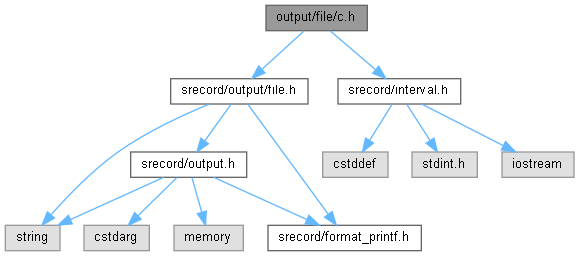 output/file/c.h
srecord/output/file.h
srecord/interval.h
srecord/output.h
cstddef
stdint.h
iostream
string
cstdarg
memory
srecord/format_printf.h